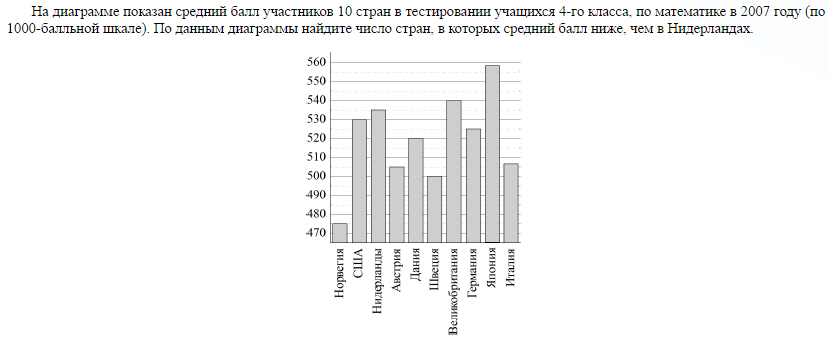 На диаграмме показан средний балл участников 10 стран в тестировании учащихся 4-го класса, по математике в 2007 году (по
1000-балльной шкале). По данным диаграммы найдите число стран, в которых средний балл ниже, чем в Нидерландах.
560
550
540
530
520
510
500
490
480
470
Норвегия
США
Нидерланды
Австрия
Дания
Швеция
Великобритания
Германия
Япония
Италия